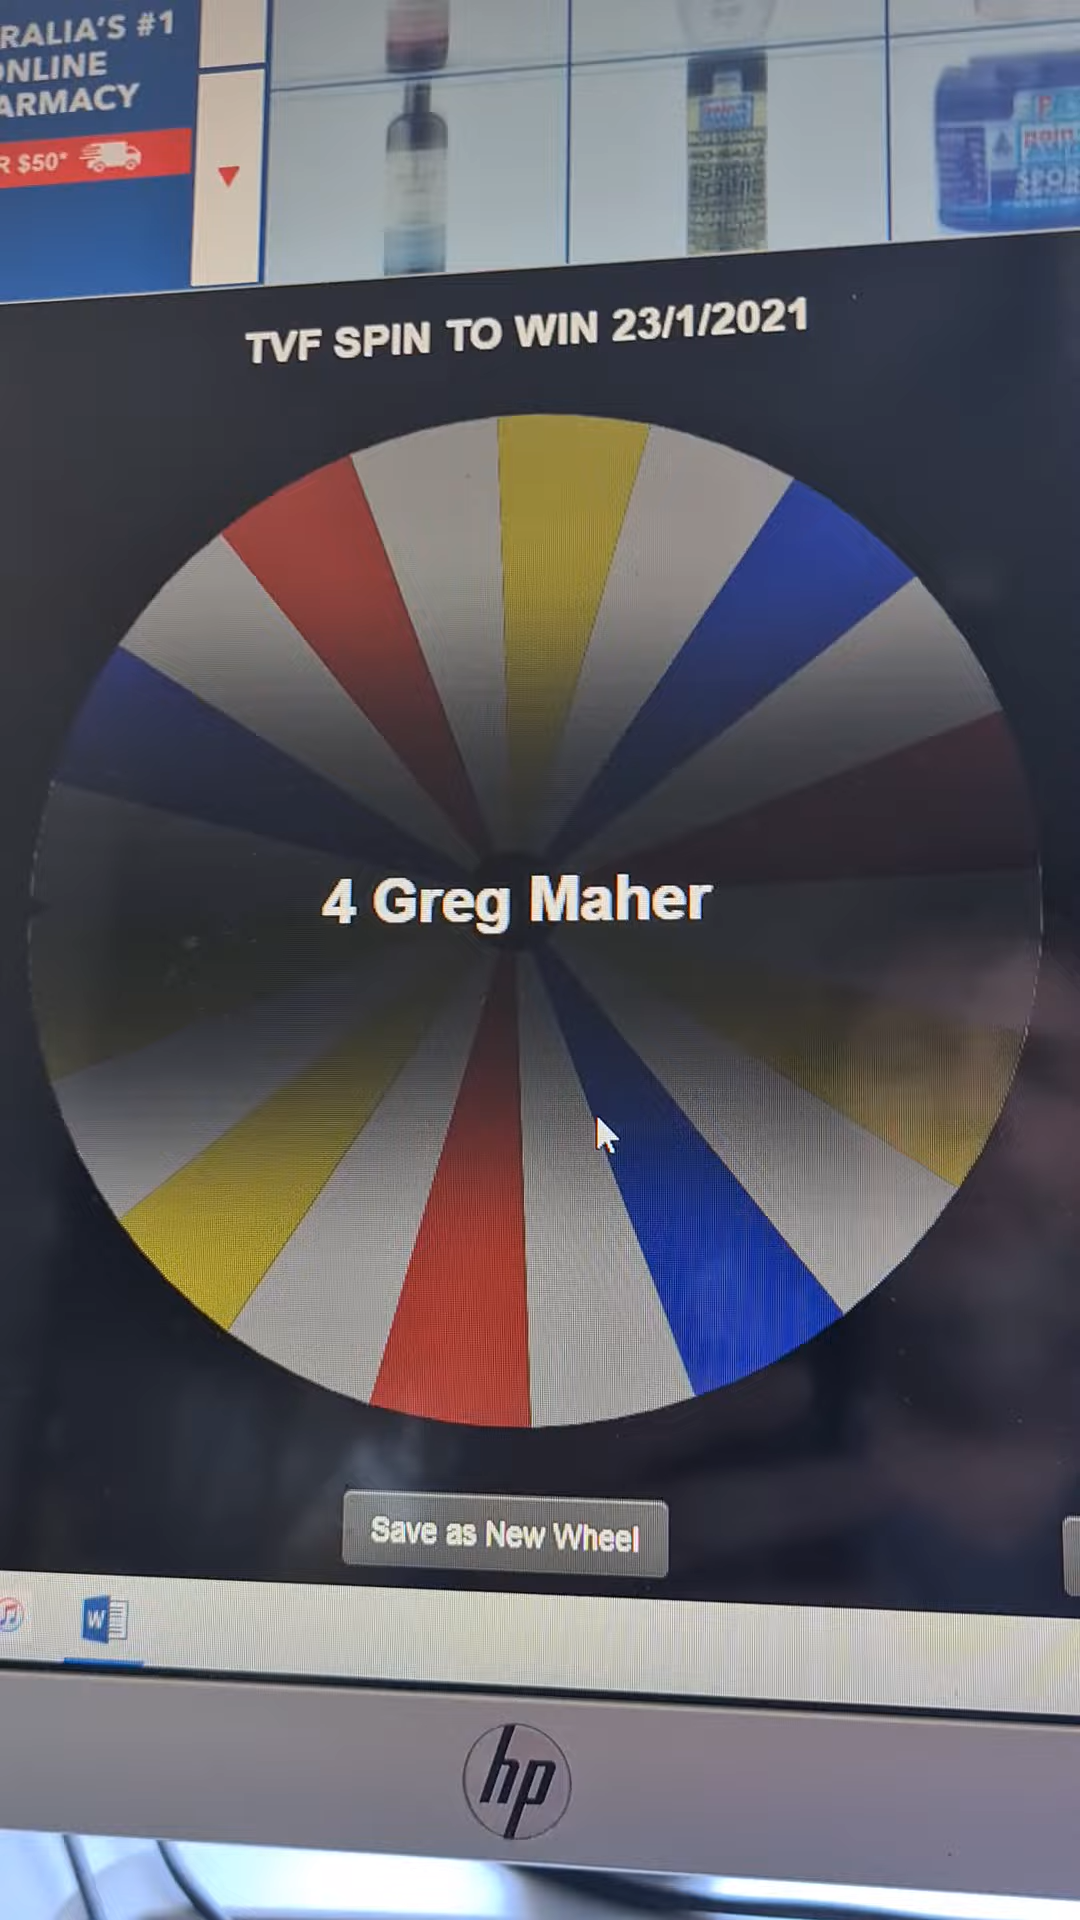 RALIA'S #1
ONLINE
ARMACY
R $50*
SPORT
TVF SPIN TO WIN 23/1/2021
4 Greg Maher
Save as New Wheel
W
hp